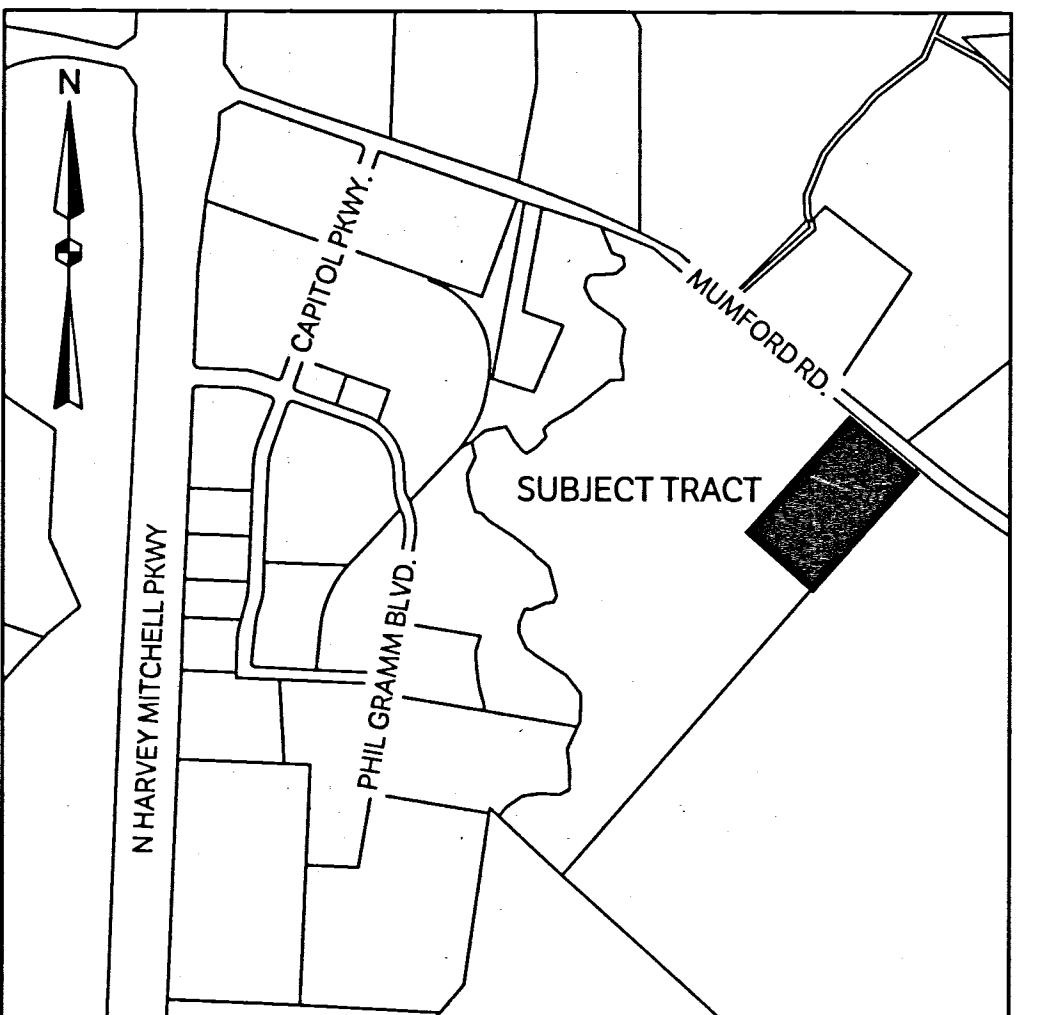 N
CAPITOL PKWY.
MUMFORD RD.
SUBJECT TRACT
N HARVEY MITCHELL PKWY
PHIL GRAMM BLVD.